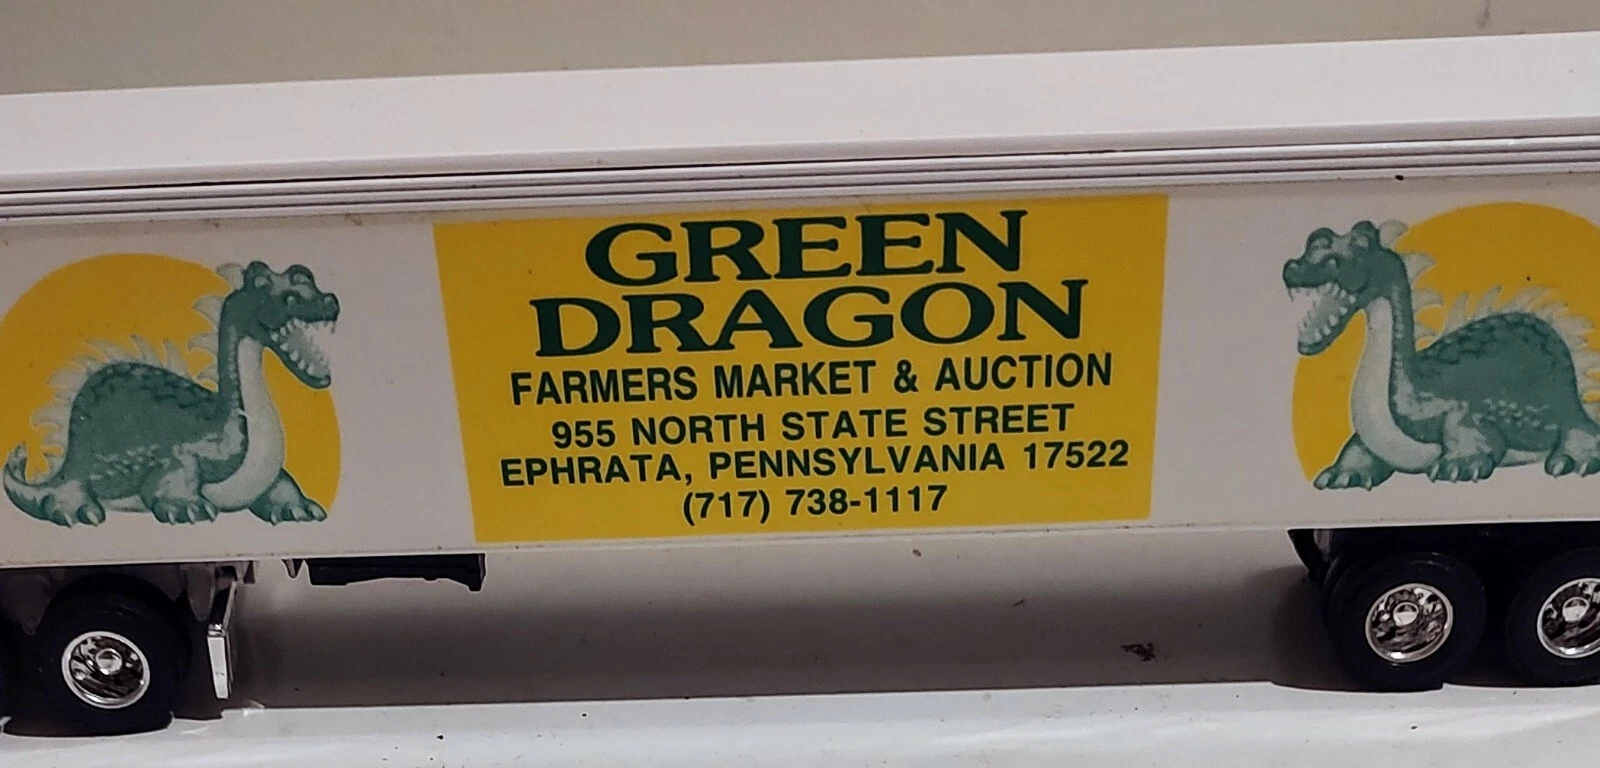 GREEN
DRAGON
FARMERS MARKET & AUCTION
955 NORTH STATE STREET
EPHRATA, PENNSYLVANIA 17522
(717) 738-1117